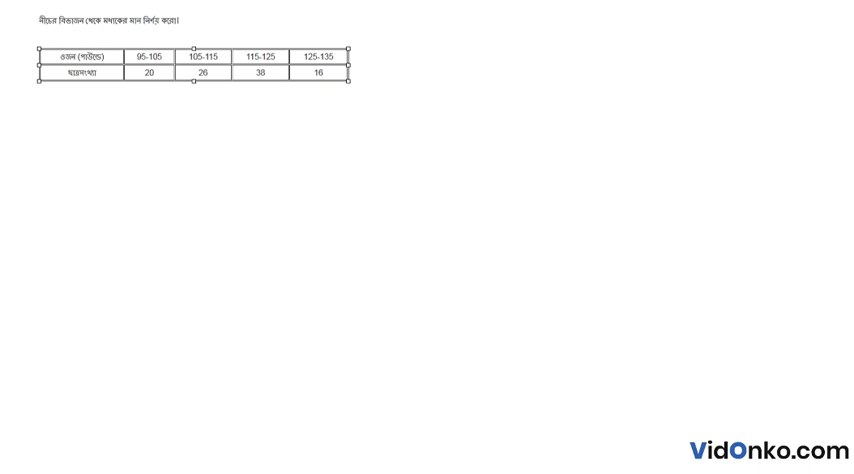 নীচের বিভাজন থেকে মধ্যকের মান নির্ণয় করো।
ওজন (পাউন্ডে) 95-105 105-115 115-125 125-135
ছাত্রসংখ্যা 20 26 38 16
VidOnko.com